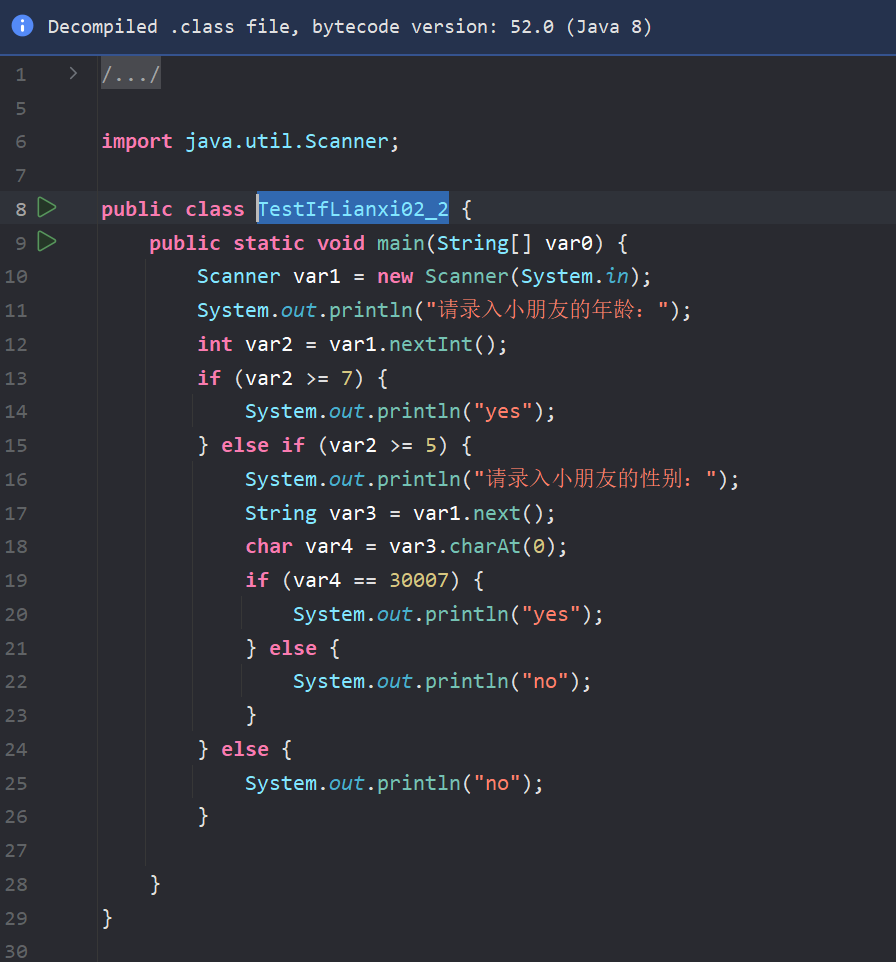 Decompiled .class file, bytecode version: 52.0 (Java 8)
1 /.../
5
6 import java.util.Scanner;
7
8 public class TestIfLianxi02_2 {
9 public static void main(String[] var0) {
10 Scanner var1 = new Scanner(System.in);
11 System.out.println("请录入小朋友的年龄：");
12 int var2 = var1.nextInt();
13 if (var2 >= 7) {
14 System.out.println("yes");
15 } else if (var2 >= 5) {
16 System.out.println("请录入小朋友的性别：");
17 String var3 = var1.next();
18 char var4 = var3.charAt(0);
19 if (var4 == 30007) {
20 System.out.println("yes");
21 } else {
22 System.out.println("no");
23 }
24 } else {
25 System.out.println("no");
26 }
27
28 }
29 }
30